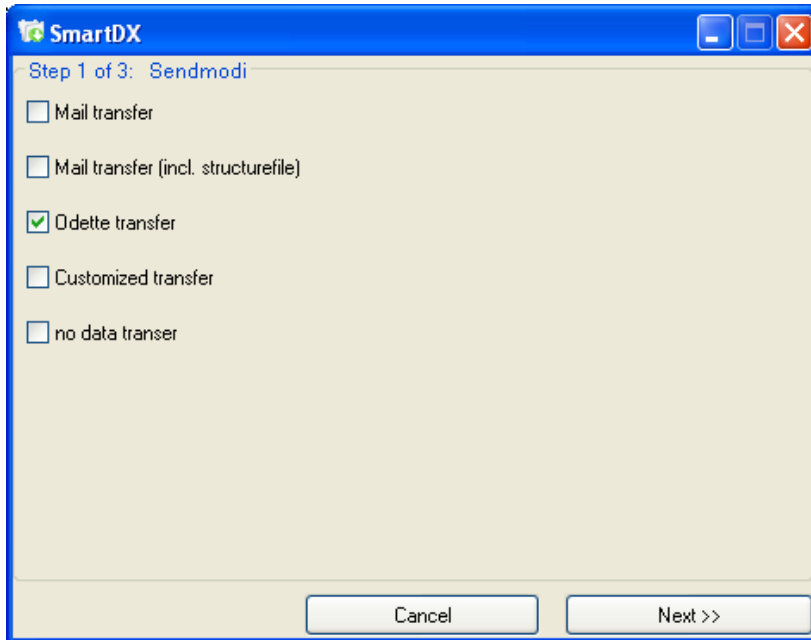 SmartDX
Step 1 of 3: Sendmodi
Mail transfer
Mail transfer (incl. structurefile)
Odette transfer
Customized transfer
no data transer
Cancel
Next >>